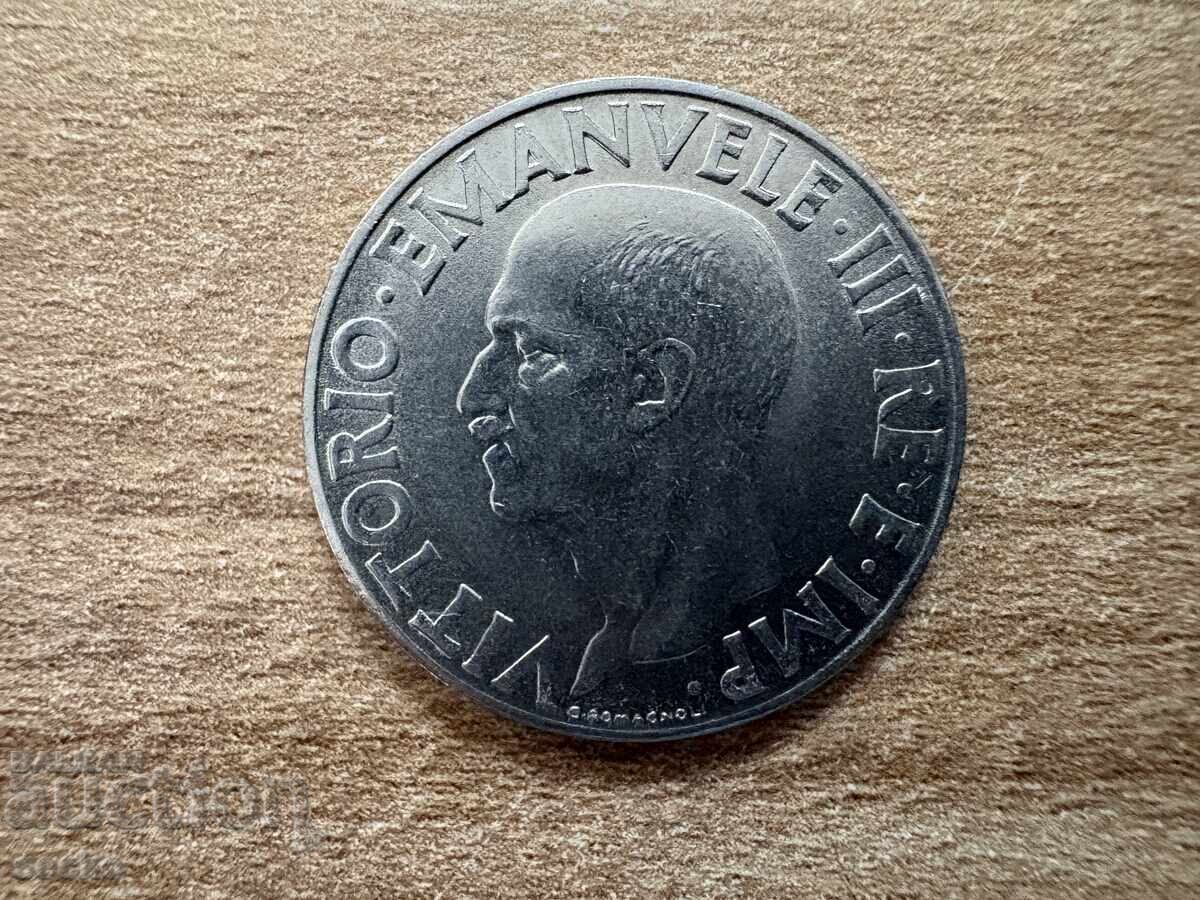 VITTORIO · EMANVELE · III · RE · E · IMP ·
G. ROMAGNOLI
BALKAN
auction